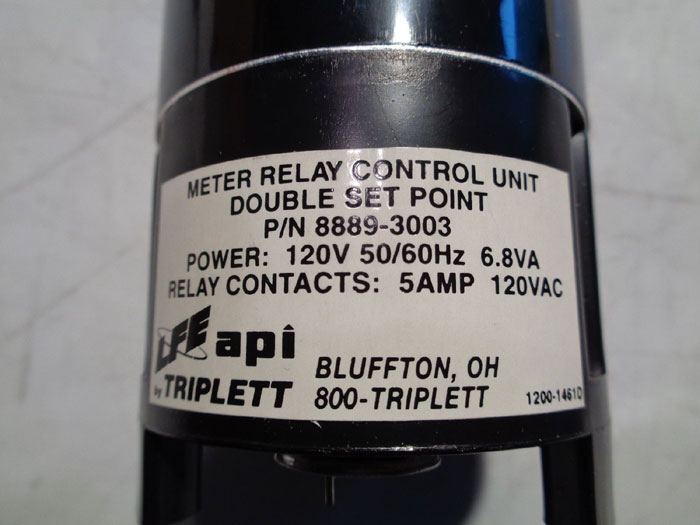 METER RELAY CONTROL UNIT
DOUBLE SET POINT
P/N 8889-3003
POWER: 120V 50/60Hz 6.8VA
RELAY CONTACTS: 5AMP 120VAC
LFE api
by TRIPLETT
BLUFFTON, OH
800-TRIPLETT
1200-1461D